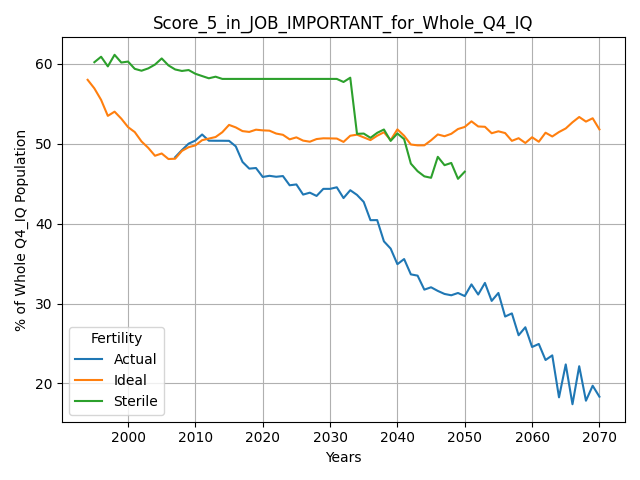 Score_5_in_JOB_IMPORTANT_for_Whole_Q4_IQ
% of Whole Q4_IQ Population
60
50
40
30
20
Fertility
Actual
Ideal
Sterile
2000 2010 2020 2030 2040 2050 2060 2070
Years